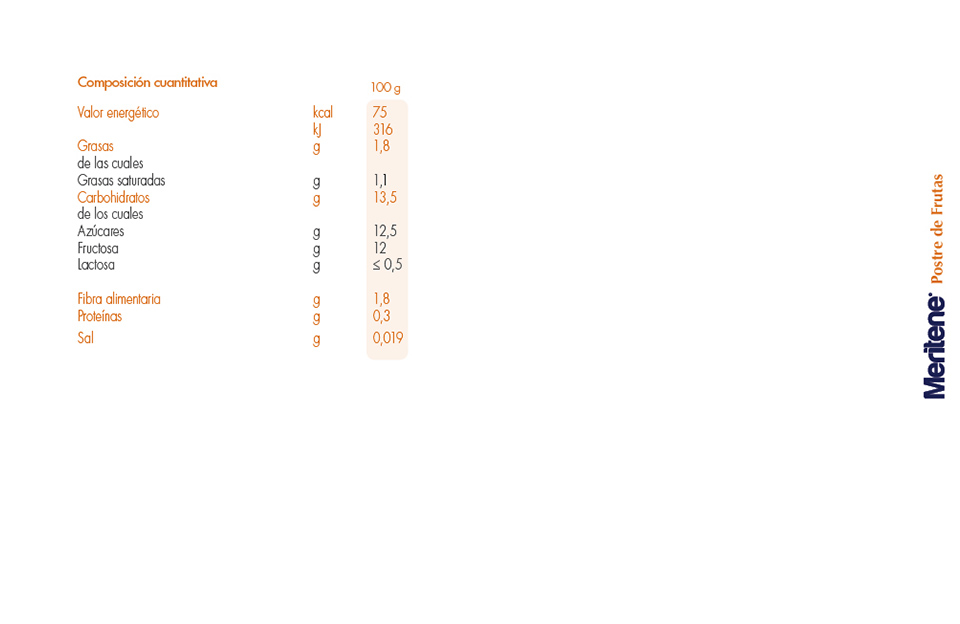 Composición cuantitativa 100 g
Valor energético kcal 75
kJ 316
Grasas g 1,8
de las cuales
Grasas saturadas g 1,1
Carbohidratos g 13,5
de los cuales
Azúcares g 12,5
Fructosa g 12
Lactosa g ≤ 0,5
Fibra alimentaria g 1,8
Proteínas g 0,3
Sal g 0,019
Meritene® Postre de Frutas